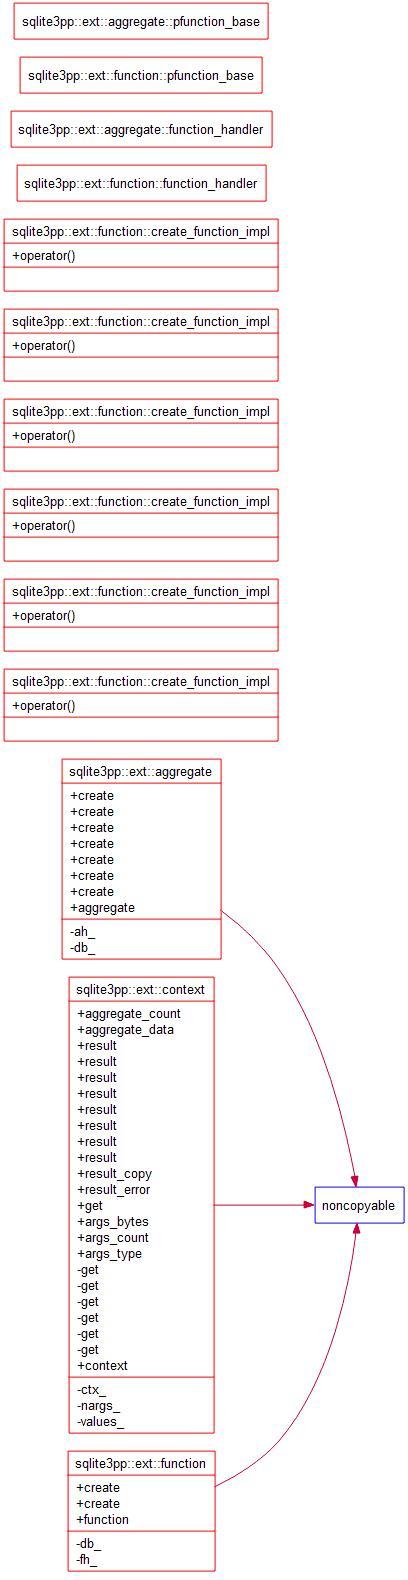 sqlite3pp::ext::aggregate::pfunction_base
sqlite3pp::ext::function::pfunction_base
sqlite3pp::ext::aggregate::function_handler
sqlite3pp::ext::function::function_handler
sqlite3pp::ext::function::create_function_impl
+operator()
sqlite3pp::ext::function::create_function_impl
+operator()
sqlite3pp::ext::function::create_function_impl
+operator()
sqlite3pp::ext::function::create_function_impl
+operator()
sqlite3pp::ext::function::create_function_impl
+operator()
sqlite3pp::ext::function::create_function_impl
+operator()
sqlite3pp::ext::aggregate
+create
+create
+create
+create
+create
+create
+create
+aggregate
-ah_
-db_
sqlite3pp::ext::context
+aggregate_count
+aggregate_data
+result
+result
+result
+result
+result
+result
+result
+result
+result_copy
+result_error
+get
+args_bytes
+args_count
+args_type
-get
-get
-get
-get
-get
-get
+context
-ctx_
-nargs_
-values_
noncopyable
sqlite3pp::ext::function
+create
+create
+function
-db_
-fh_